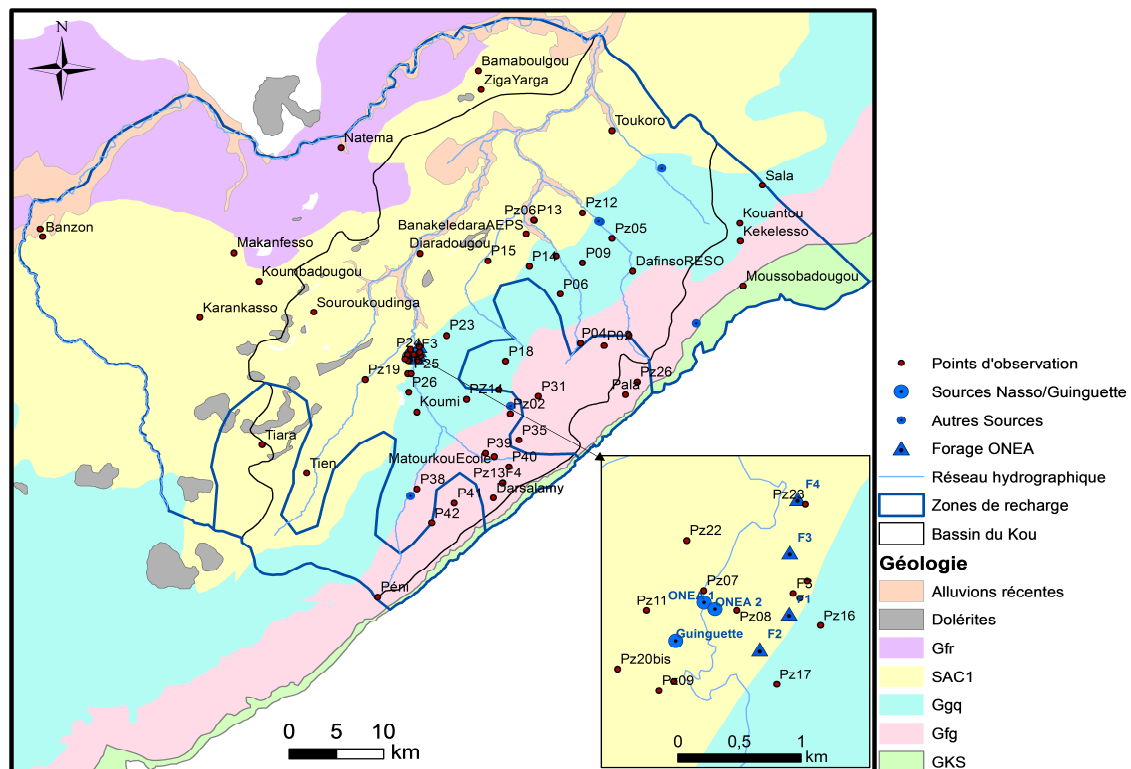 N
Bamaboulgou
ZigaYarga
Natema
Toukoro
Sala
Banzon
Pz06
P13
Pz12
Kouantou
Kekelesso
BanakeledaraAEPS
Pz05
Makanfesso
Diaradougou
P15
P14
P09
DafinsoRESO
Moussobadougou
Koumbadougou
P06
Karankasso
Souroukoudinga
P23
P04
F3
P25
Pz19
P18
P26
Pz26
Koumi
PZ14
P31
Pala
Pz02
Tiara
P35
P39
Tien
MatourkouEcole
P40
Pz13F4
P38
Darsalamy
P41
P42
Péni
0 5 10
km
Pz23
F4
Pz22
F3
Pz07
ONEA 1
ONEA 2
Pz11
Pz08
Pz16
Guinguette
F2
Pz20bis
Pz17
0 0,5 1
km
Points d'observation
Sources Nasso/Guinguette
Autres Sources
Forage ONEA
Réseau hydrographique
Zones de recharge
Bassin du Kou
Géologie
Alluvions récentes
Dolérites
Gfr
SAC1
Ggq
Gfg
GKS